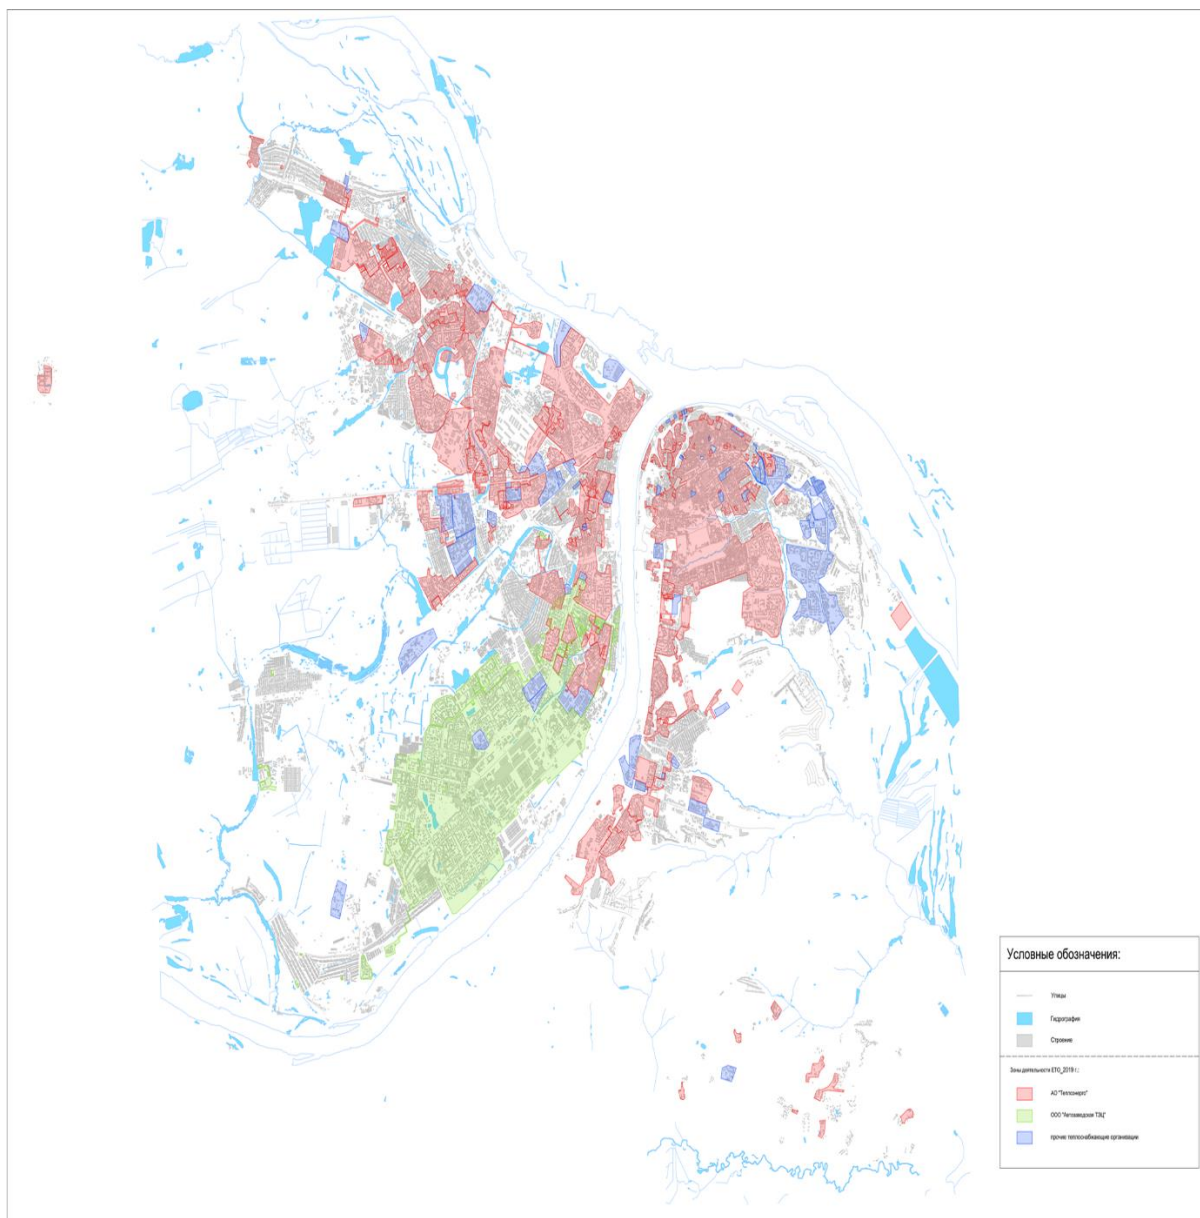 Условные обозначения:
Улицы
Гидрография
Строения
Зоны деятельности ЕТО_2019 г.:
АО "Теплоэнерго"
ООО "Автозаводская ТЭЦ"
прочие теплоснабжающие организации